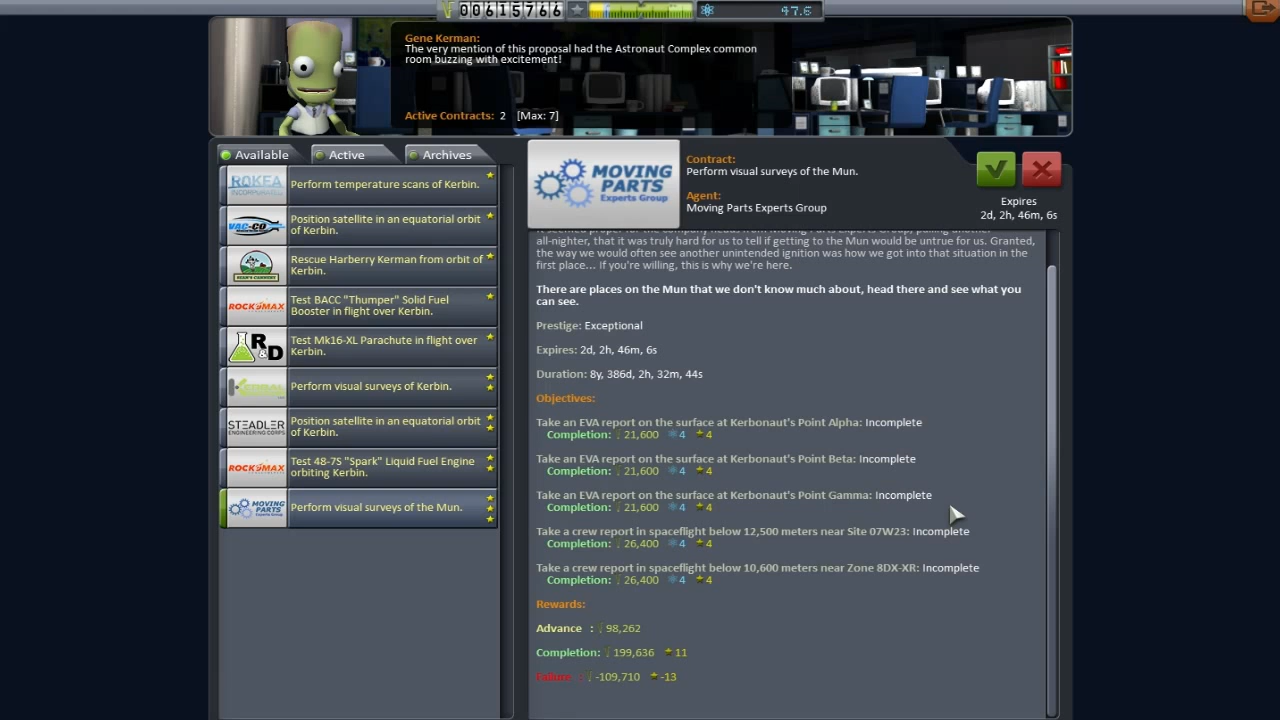 00615766
47.6
Gene Kerman:
The very mention of this proposal had the Astronaut Complex common
room buzzing with excitement!
Active Contracts: 2 [Max: 7]
Available
Active
Archives
ROKEA
INCORPORATED
Perform temperature scans of Kerbin.
VAC-CO
Position satellite in an equatorial orbit
of Kerbin.
Rescue Harberry Kerman from orbit of
Kerbin.
ROCKOMAX
Test BACC "Thumper" Solid Fuel
Booster in flight over Kerbin.
R&D
Test Mk16-XL Parachute in flight over
Kerbin.
Perform visual surveys of Kerbin.
STEADLER
ENGINEERING CORPS
Position satellite in an equatorial orbit
of Kerbin.
ROCKOMAX
Test 48-7S "Spark" Liquid Fuel Engine
orbiting Kerbin.
MOVING
PARTS
Experts Group
Perform visual surveys of the Mun.
MOVING
PARTS
Experts Group
Contract:
Perform visual surveys of the Mun.
Agent:
Moving Parts Experts Group
Expires
2d, 2h, 46m, 6s
all-nighter, that it was truly hard for us to tell if getting to the Mun would be untrue for us. Granted,
the way we would often see another unintended ignition was how we got into that situation in the
first place... If you're willing, this is why we're here.
There are places on the Mun that we don't know much about, head there and see what you
can see.
Prestige: Exceptional
Expires: 2d, 2h, 46m, 6s
Duration: 8y, 386d, 2h, 32m, 44s
Objectives:
Take an EVA report on the surface at Kerbonaut's Point Alpha: Incomplete
Completion: 21,600 4 4
Take an EVA report on the surface at Kerbonaut's Point Beta: Incomplete
Completion: 21,600 4 4
Take an EVA report on the surface at Kerbonaut's Point Gamma: Incomplete
Completion: 21,600 4 4
Take a crew report in spaceflight below 12,500 meters near Site 07W23: Incomplete
Completion: 26,400 4 4
Take a crew report in spaceflight below 10,600 meters near Zone 8DX-XR: Incomplete
Completion: 26,400 4 4
Rewards:
Advance : 98,262
Completion: 199,636 11
Failure : -109,710 -13